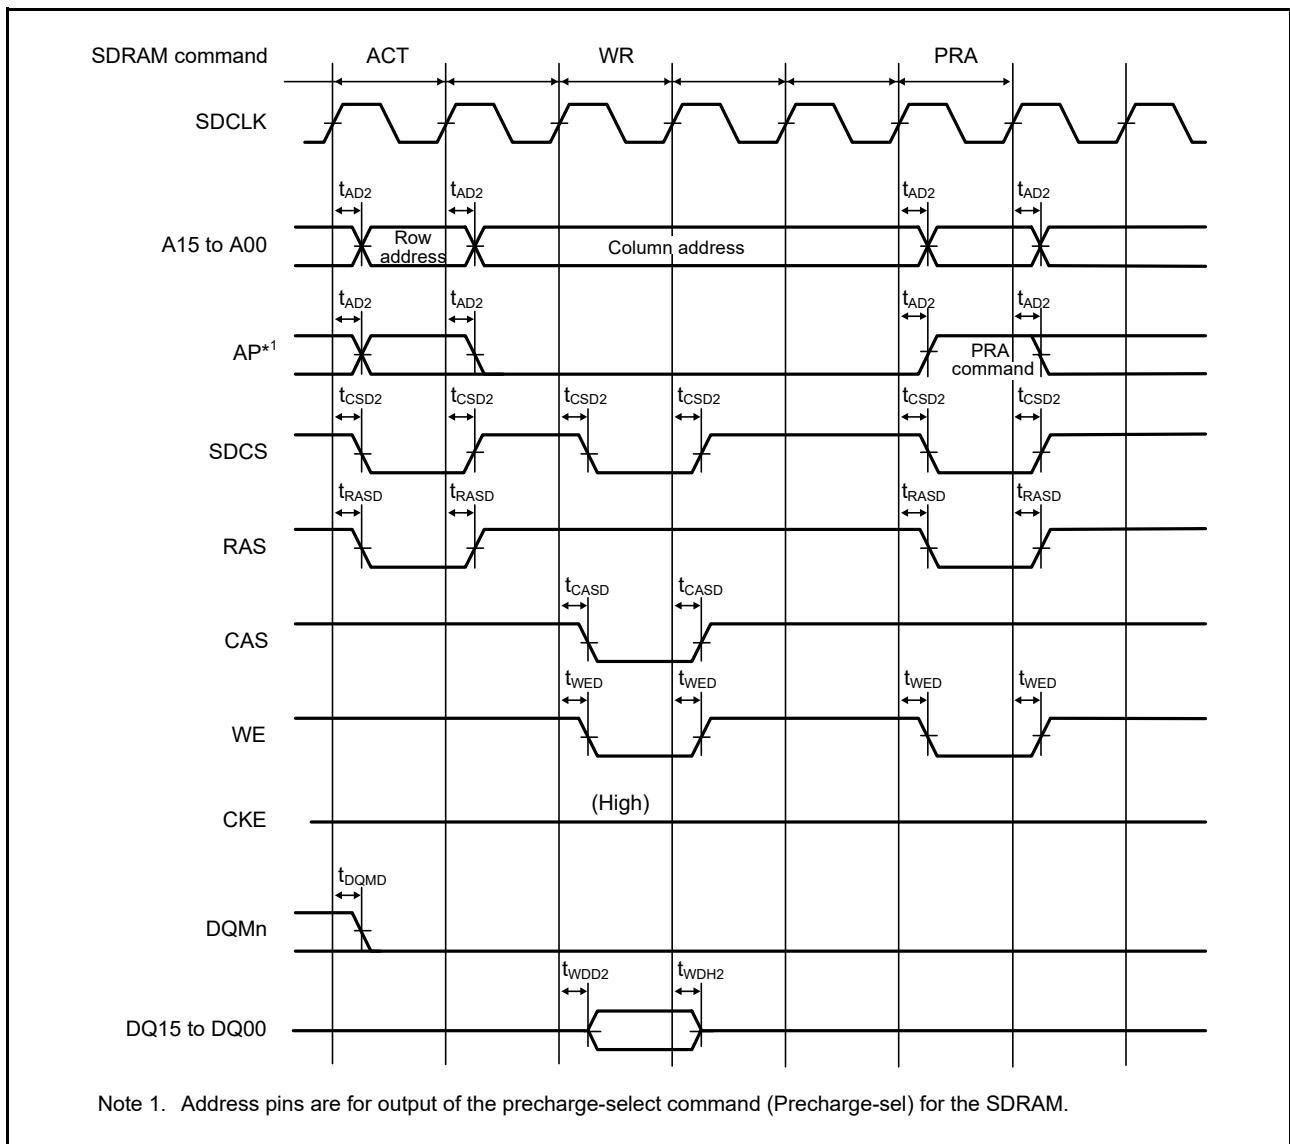 SDRAM command ACT WR PRA
SDCLK
tAD2 tAD2 tAD2 tAD2
A15 to A00 Row address Column address
tAD2 tAD2 tAD2 tAD2
AP*1 PRA command
tCSD2 tCSD2 tCSD2 tCSD2 tCSD2 tCSD2
SDCS
tRASD tRASD tRASD tRASD
RAS
tCASD tCASD
CAS
tWED tWED tWED tWED
WE
(High)
CKE
tDQMD
DQMn
tWDD2 tWDH2
DQ15 to DQ00
Note 1. Address pins are for output of the precharge-select command (Precharge-sel) for the SDRAM.